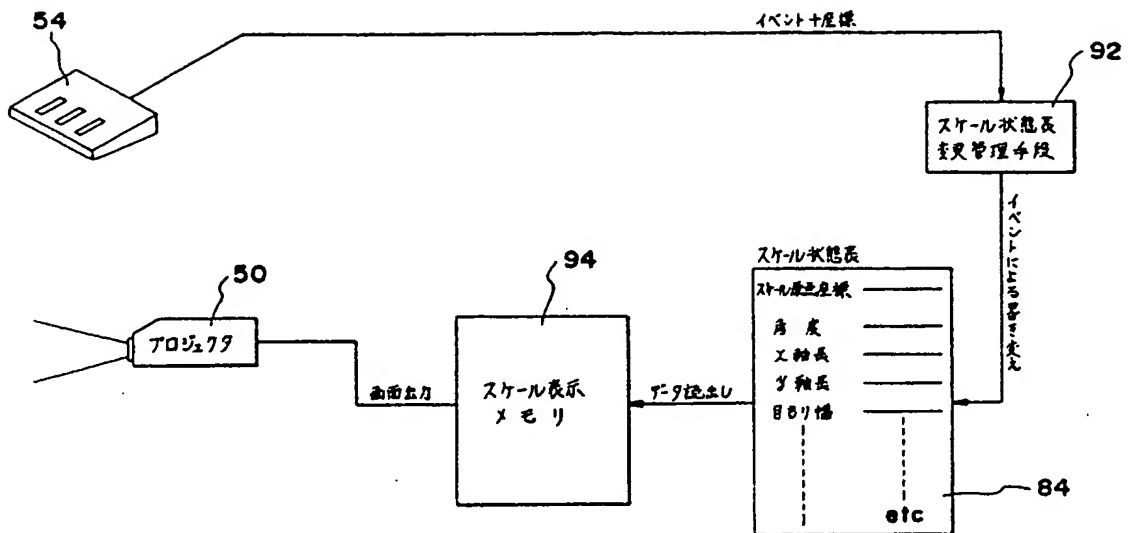 54
イベント+座標
92
スケール状態表
変更管理手段
イベントによる書き変え
スケール状態表
スケール原点座標
角度
X軸長
Y軸長
目もり幅
etc
84
データ読出し
94
スケール表示
メモリ
画面出力
50
プロジェクタ